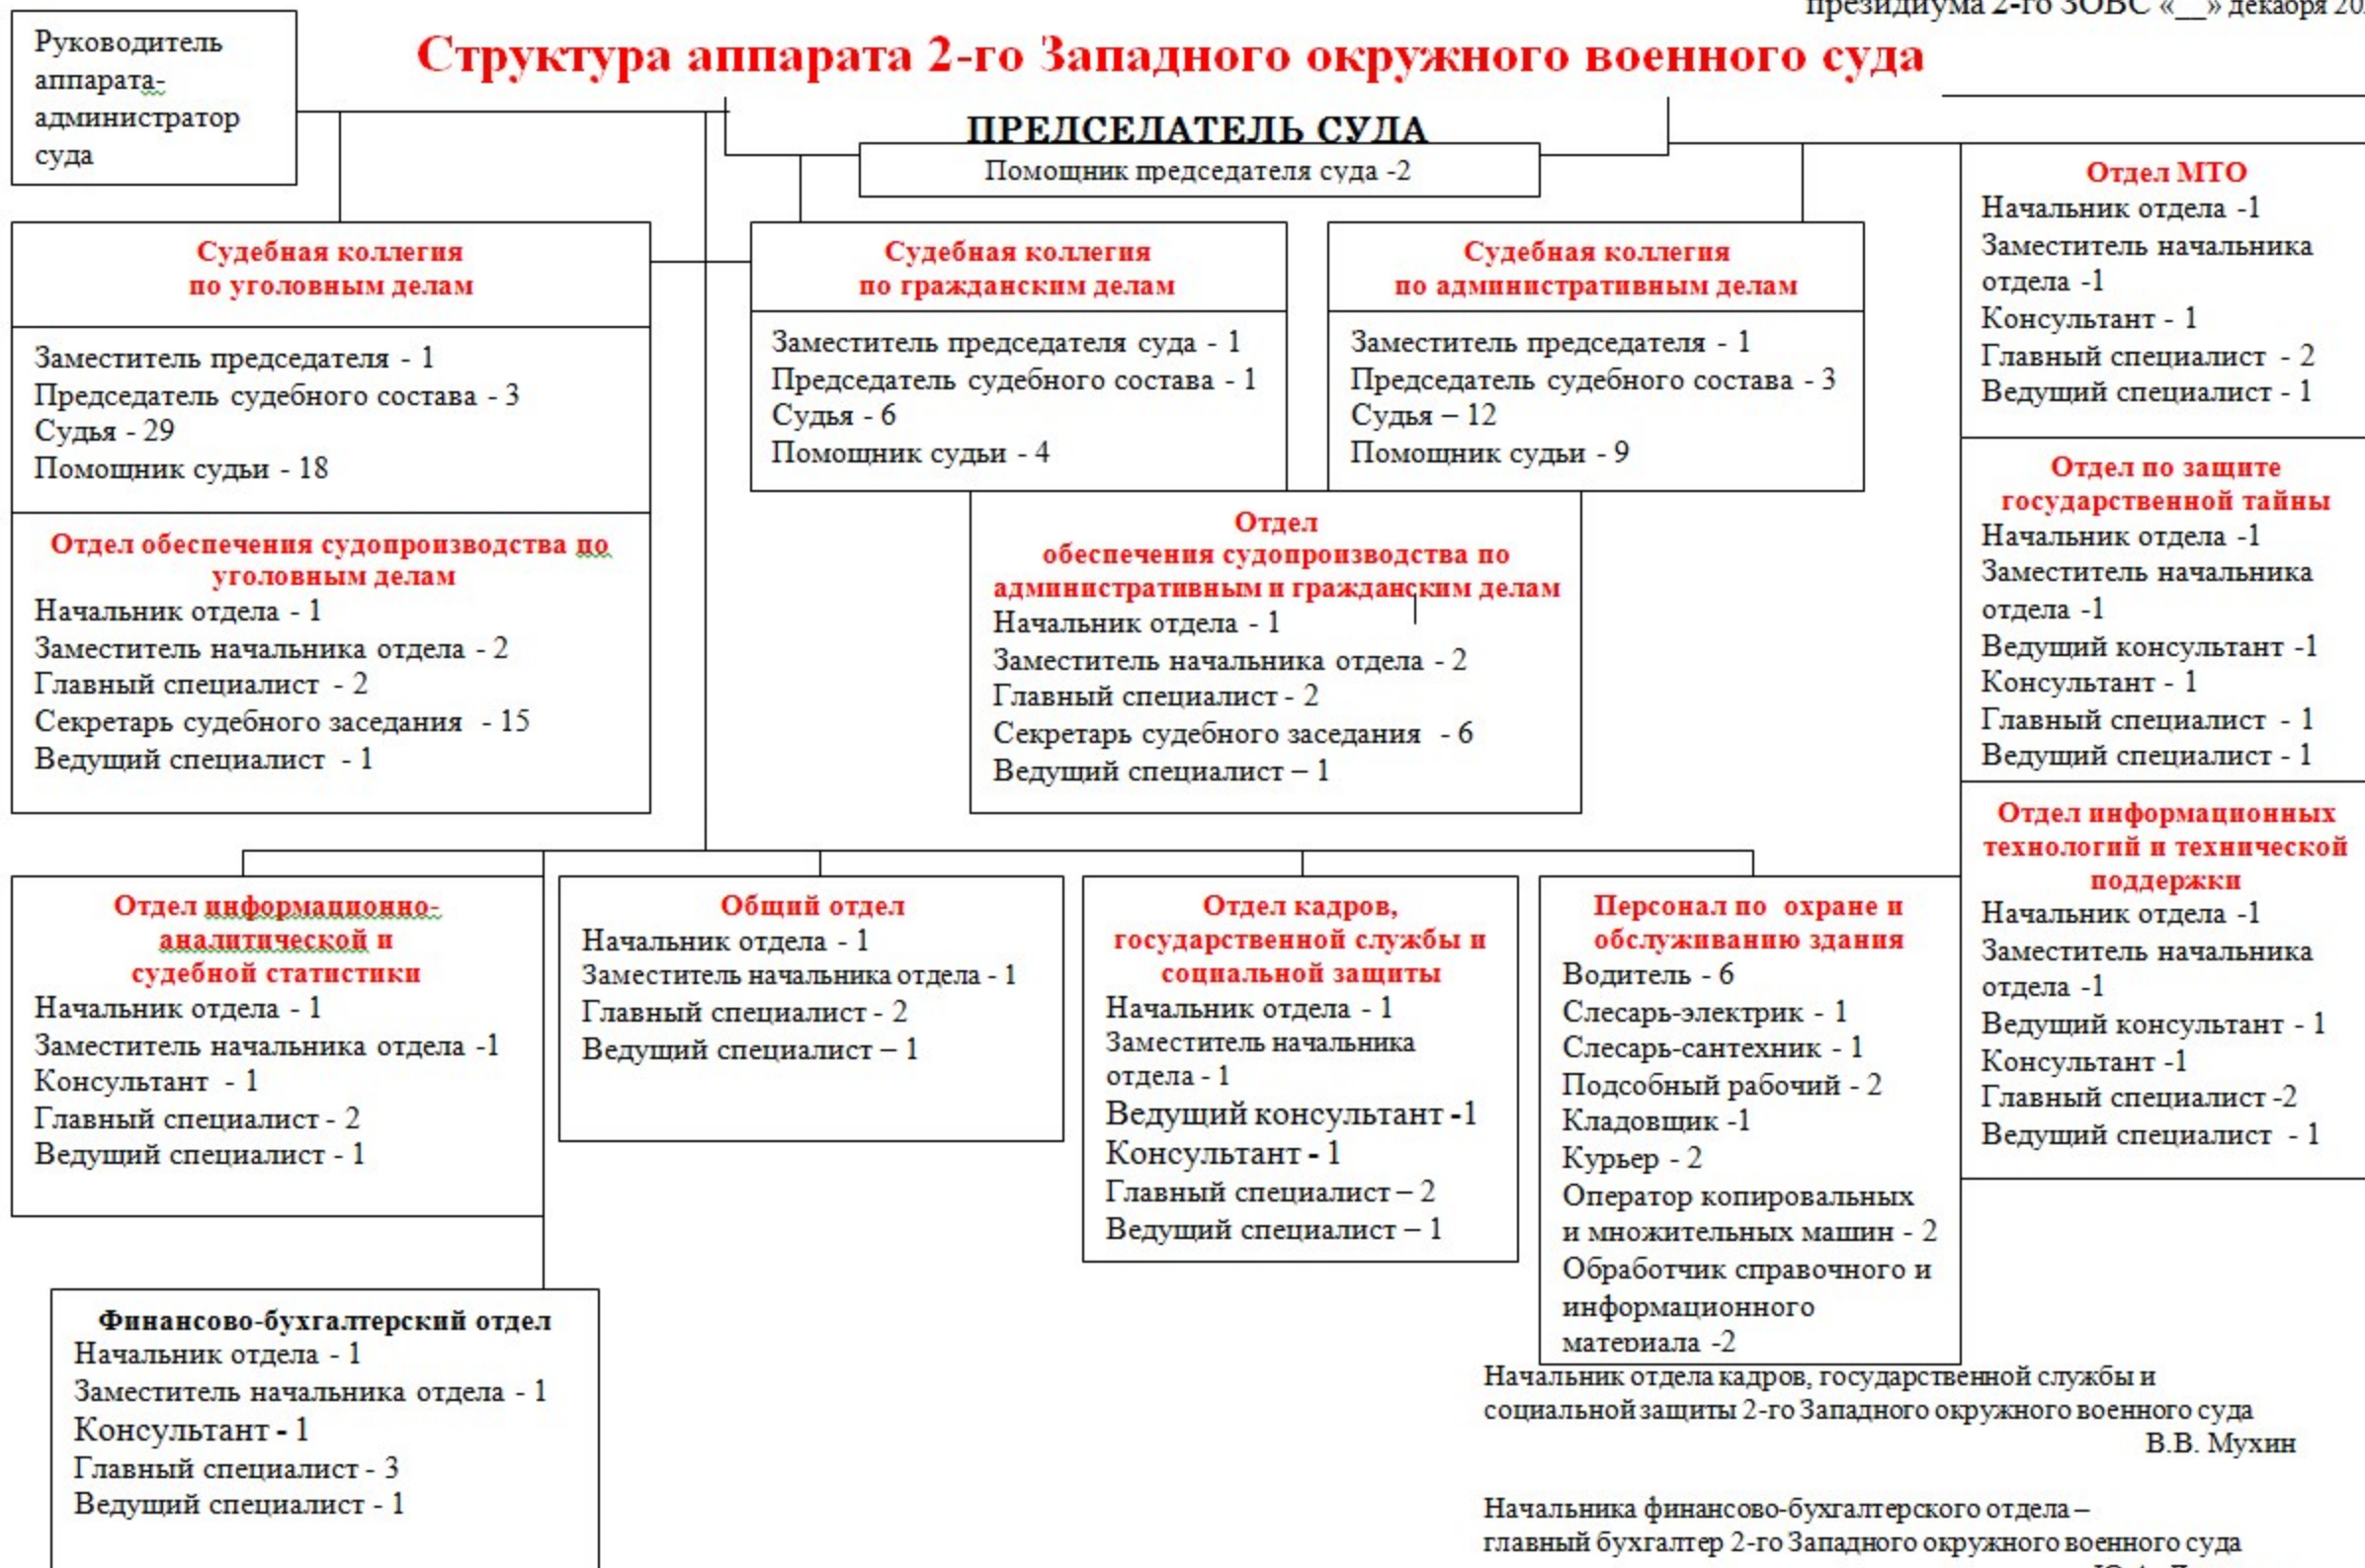 президиума 2-го ЗОВС «__» декабря 20
Руководитель
аппарата-
администратор
суда
Структура аппарата 2-го Западного окружного военного суда
ПРЕДСЕДАТЕЛЬ СУДА
Помощник председателя суда -2
Судебная коллегия
по уголовным делам
Заместитель председателя - 1
Председатель судебного состава - 3
Судья - 29
Помощник судьи - 18
Отдел обеспечения судопроизводства по
уголовным делам
Начальник отдела - 1
Заместитель начальника отдела - 2
Главный специалист - 2
Секретарь судебного заседания - 15
Ведущий специалист - 1
Судебная коллегия
по гражданским делам
Заместитель председателя суда - 1
Председатель судебного состава - 1
Судья - 6
Помощник судьи - 4
Судебная коллегия
по административным делам
Заместитель председателя - 1
Председатель судебного состава - 3
Судья – 12
Помощник судьи - 9
Отдел
обеспечения судопроизводства по
административным и гражданским делам
Начальник отдела - 1
Заместитель начальника отдела - 2
Главный специалист - 2
Секретарь судебного заседания - 6
Ведущий специалист – 1
Отдел МТО
Начальник отдела -1
Заместитель начальника
отдела -1
Консультант - 1
Главный специалист - 2
Ведущий специалист - 1
Отдел по защите
государственной тайны
Начальник отдела -1
Заместитель начальника
отдела -1
Ведущий консультант -1
Консультант - 1
Главный специалист - 1
Ведущий специалист - 1
Отдел информационных
технологий и технической
поддержки
Начальник отдела -1
Заместитель начальника
отдела -1
Ведущий консультант - 1
Консультант -1
Главный специалист -2
Ведущий специалист - 1
Отдел информационно-
аналитической и
судебной статистики
Начальник отдела - 1
Заместитель начальника отдела -1
Консультант - 1
Главный специалист - 2
Ведущий специалист - 1
Общий отдел
Начальник отдела - 1
Заместитель начальника отдела - 1
Главный специалист - 2
Ведущий специалист – 1
Отдел кадров,
государственной службы и
социальной защиты
Начальник отдела - 1
Заместитель начальника
отдела - 1
Ведущий консультант -1
Консультант - 1
Главный специалист – 2
Ведущий специалист – 1
Персонал по охране и
обслуживанию здания
Водитель - 6
Слесарь-электрик - 1
Слесарь-сантехник - 1
Подсобный рабочий - 2
Кладовщик -1
Курьер - 2
Оператор копировальных
и множительных машин - 2
Обработчик справочного и
информационного
материала -2
Финансово-бухгалтерский отдел
Начальник отдела - 1
Заместитель начальника отдела - 1
Консультант - 1
Главный специалист - 3
Ведущий специалист - 1
Начальник отдела кадров, государственной службы и
социальной защиты 2-го Западного окружного военного суда
В.В. Мухин
Начальника финансово-бухгалтерского отдела –
главный бухгалтер 2-го Западного окружного военного суда